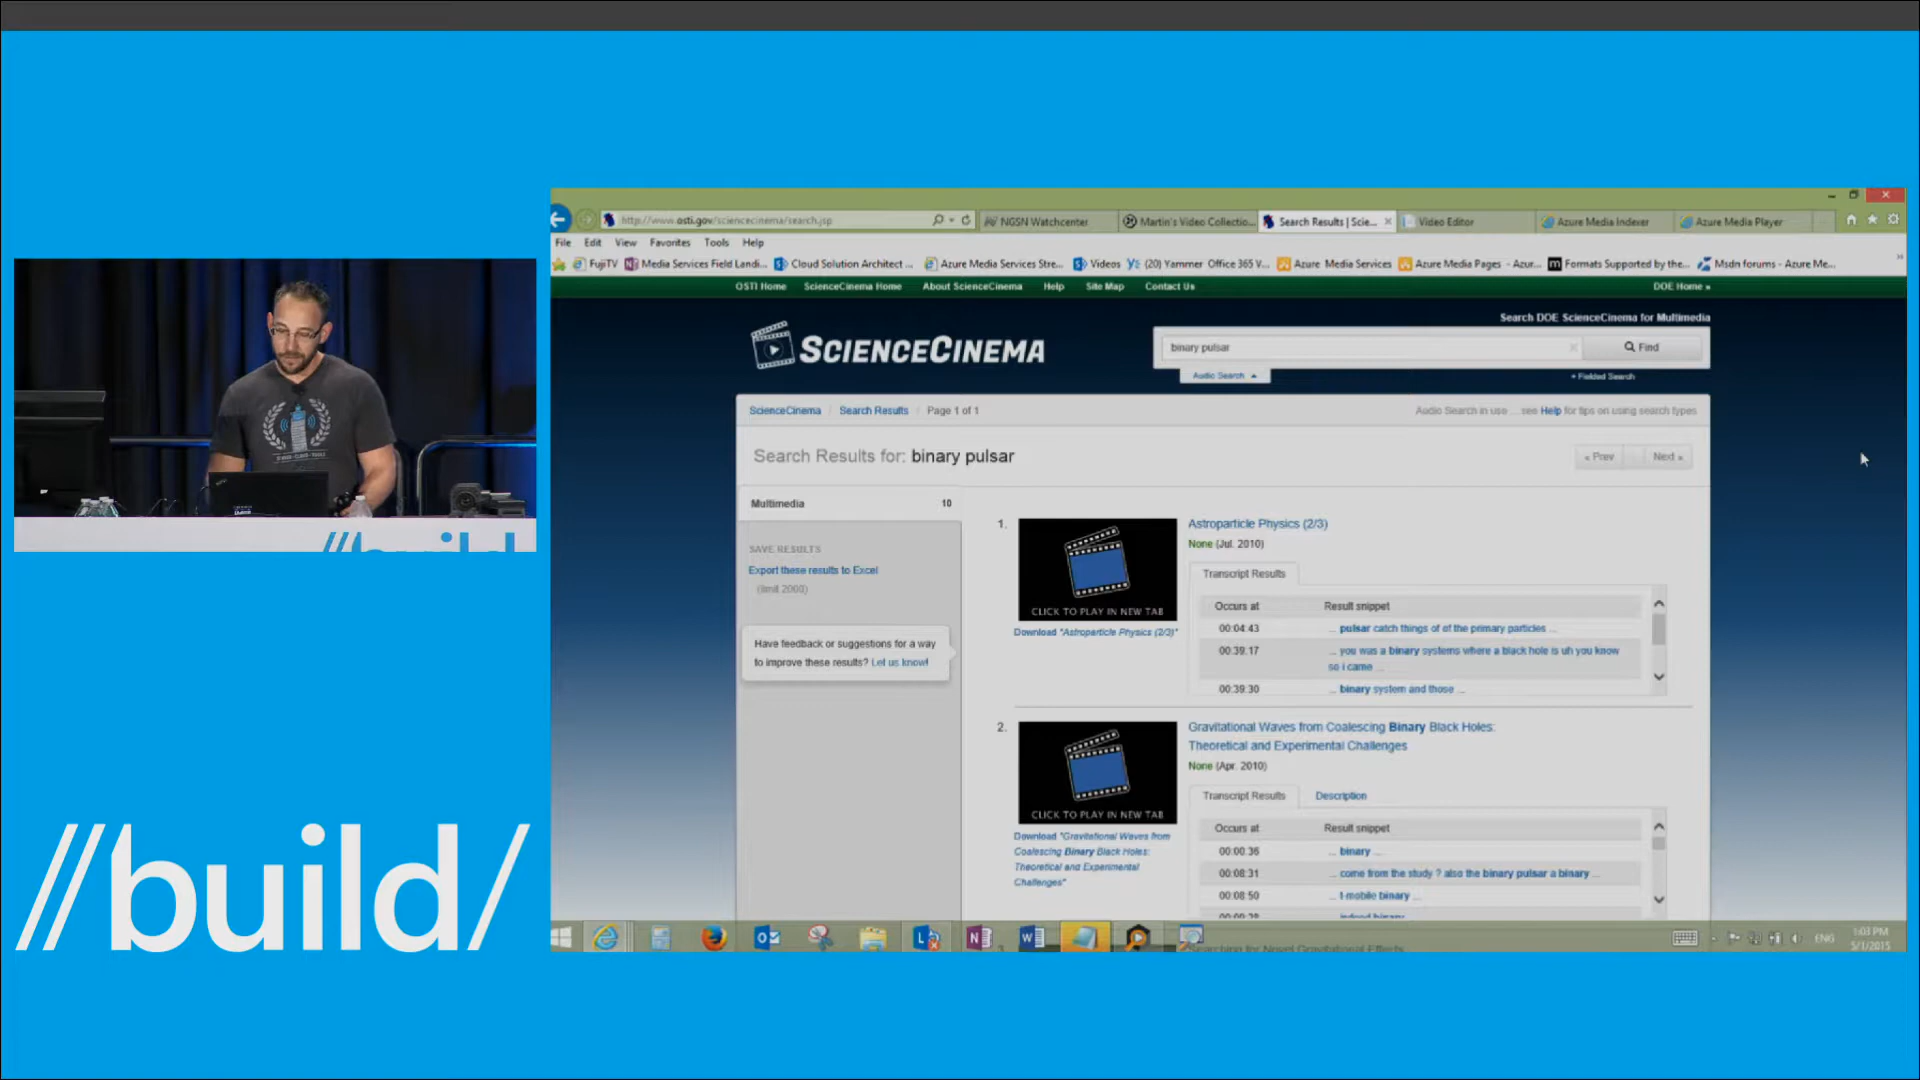 http://www.osti.gov/sciencecinema/search.jsp
NGSN Watchcenter
Martin's Video Collectio...
Search Results | Scie...
Video Editor
Azure Media Indexer
Azure Media Player
File Edit View Favorites Tools Help
FujiTV
Media Services Field Landi...
Cloud Solution Architect ...
Azure Media Services Stre...
Videos
(20) Yammer Office 365 V...
Azure Media Services
Azure Media Pages - Azur...
Formats Supported by the...
Msdn forums - Azure Me...
OSTI Home ScienceCinema Home About ScienceCinema Help Site Map Contact Us DOE Home »
Search DOE ScienceCinema for Multimedia
SCIENCECINEMA
binary pulsar
Find
Audio Search
+ Fielded Search
ScienceCinema / Search Results / Page 1 of 1
Audio Search in use ... see Help for tips on using search types
Search Results for: binary pulsar
« Prev
Next »
Multimedia 10
SAVE RESULTS
Export these results to Excel
(limit 2000)
Have feedback or suggestions for a way
to improve these results? Let us know!
1.
CLICK TO PLAY IN NEW TAB
Download "Astroparticle Physics (2/3)"
Astroparticle Physics (2/3)
None (Jul. 2010)
Transcript Results
Occurs at Result snippet
00:04:43 ... pulsar catch things of of the primary particles ...
00:39:17 ... you was a binary systems where a black hole is uh you know
so i came ...
00:39:30 ... binary system and those ...
2.
CLICK TO PLAY IN NEW TAB
Download "Gravitational Waves from
Coalescing Binary Black Holes:
Theoretical and Experimental
Challenges"
Gravitational Waves from Coalescing Binary Black Holes:
Theoretical and Experimental Challenges
None (Apr. 2010)
Transcript Results
Description
Occurs at Result snippet
00:00:36 ... binary ...
00:08:31 ... come from the study ? also the binary pulsar a binary ...
00:08:50 ... t-mobile binary ...
00:09:28 ... indeed binary
Searching for Novel Gravitational Effects
ENG
1:03 PM
5/1/2015
//build/
//build/